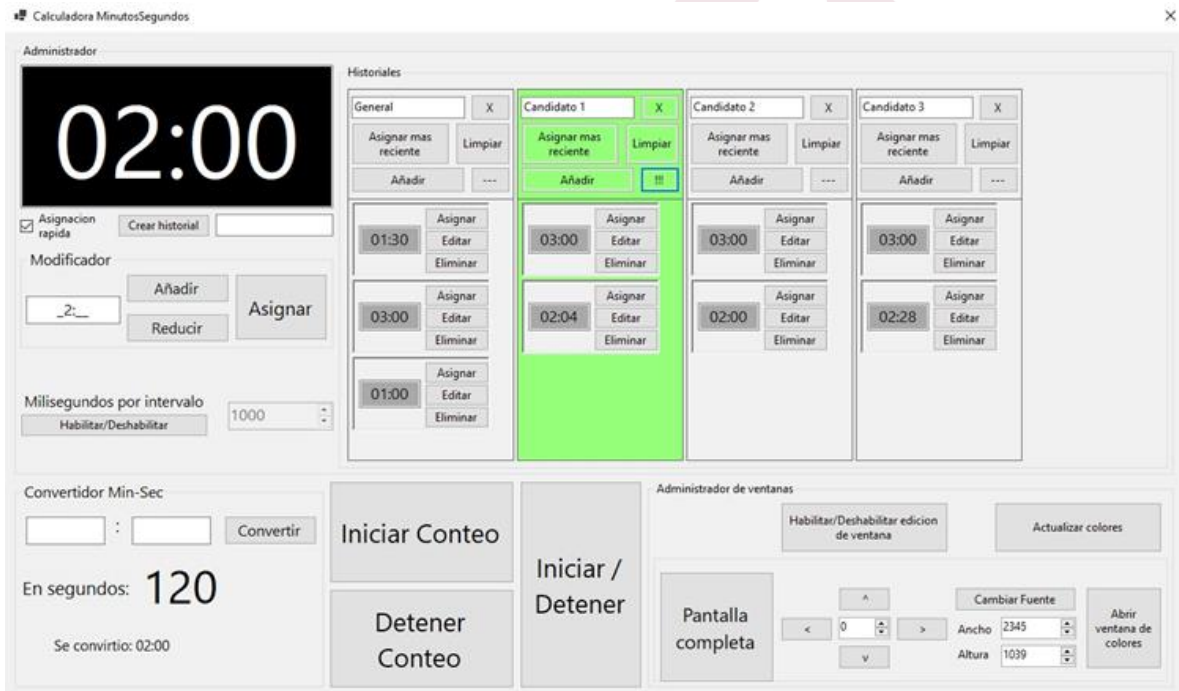 Calculadora MinutosSegundos
Administrador
02:00
Asignacion
rapida
Crear historial
Modificador
_2:__
Añadir
Reducir
Asignar
Milisegundos por intervalo
Habilitar/Deshabilitar
1000
Historiales
General
X
Asignar mas
reciente
Limpiar
Añadir
---
01:30
Asignar
Editar
Eliminar
03:00
Asignar
Editar
Eliminar
01:00
Asignar
Editar
Eliminar
Candidato 1
X
Asignar mas
reciente
Limpiar
Añadir
!!!
03:00
Asignar
Editar
Eliminar
02:04
Asignar
Editar
Eliminar
Candidato 2
X
Asignar mas
reciente
Limpiar
Añadir
---
03:00
Asignar
Editar
Eliminar
02:00
Asignar
Editar
Eliminar
Candidato 3
X
Asignar mas
reciente
Limpiar
Añadir
---
03:00
Asignar
Editar
Eliminar
02:28
Asignar
Editar
Eliminar
Convertidor Min-Sec
:
Convertir
En segundos: 120
Se convirtio: 02:00
Iniciar Conteo
Detener
Conteo
Iniciar /
Detener
Administrador de ventanas
Habilitar/Deshabilitar edicion
de ventana
Actualizar colores
Pantalla
completa
^
<
0
>
v
Cambiar Fuente
Ancho 2345
Altura 1039
Abrir
ventana de
colores